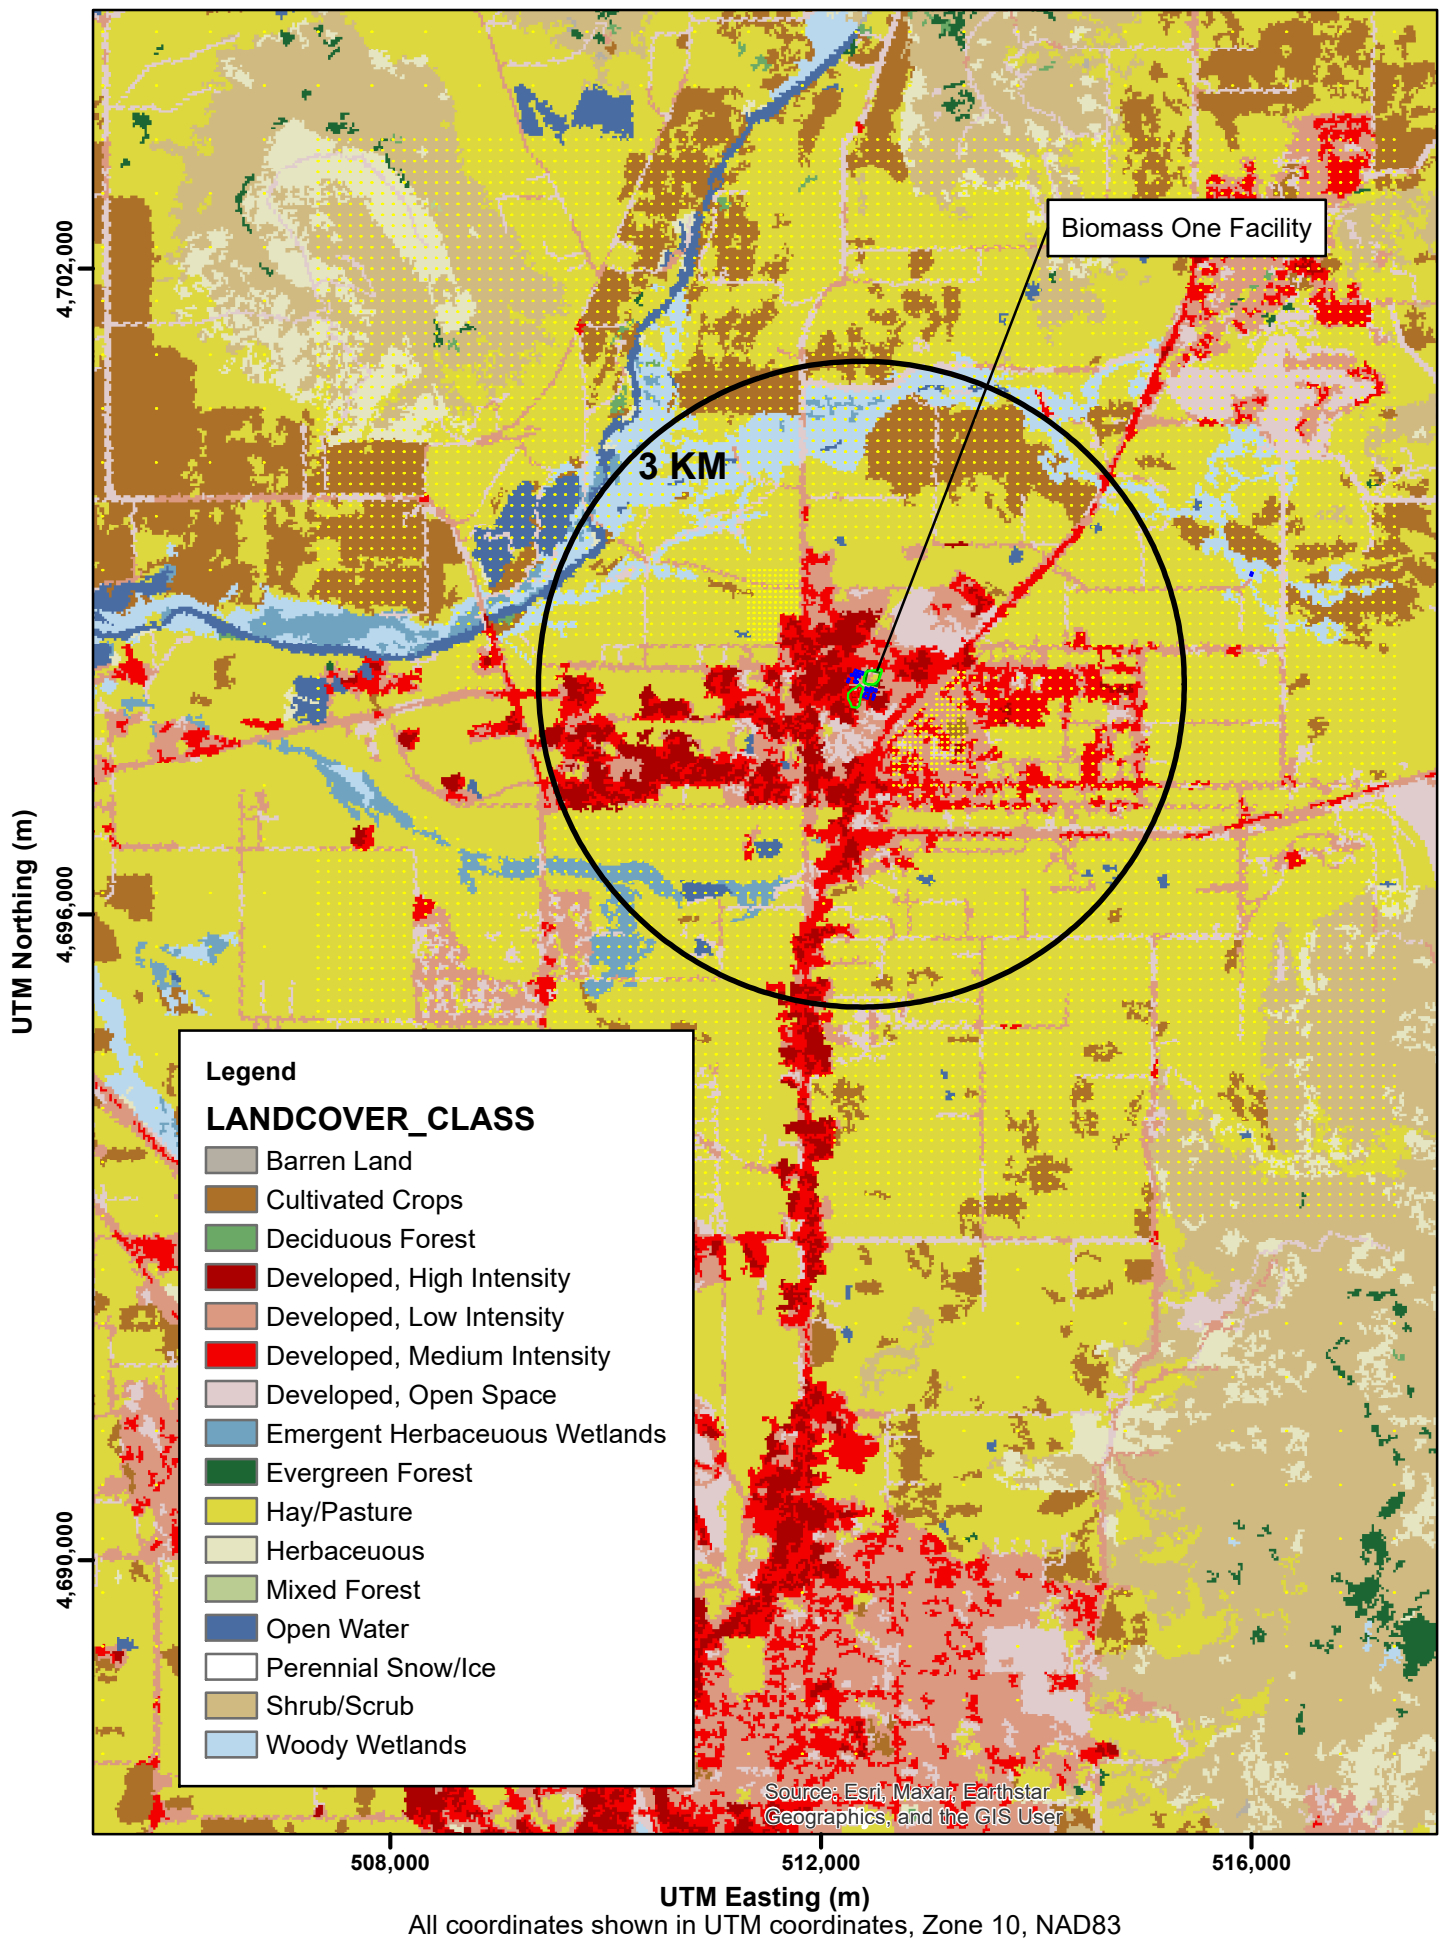 Biomass One Facility
4,702,000
3 KM
UTM Northing (m)
4,696,000
Legend
LANDCOVER_CLASS
Barren Land
Cultivated Crops
Deciduous Forest
Developed, High Intensity
Developed, Low Intensity
Developed, Medium Intensity
Developed, Open Space
Emergent Herbaceuous Wetlands
Evergreen Forest
Hay/Pasture
Herbaceuous
Mixed Forest
Open Water
Perennial Snow/Ice
Shrub/Scrub
Woody Wetlands
4,690,000
Source: Esri, Maxar, Earthstar
Geographics, and the GIS User
508,000
512,000
516,000
UTM Easting (m)
All coordinates shown in UTM coordinates, Zone 10, NAD83